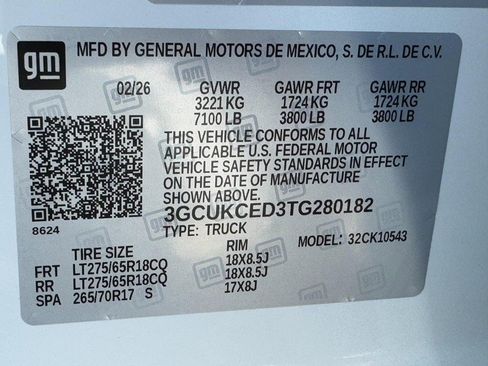 gm MFD BY GENERAL MOTORS DE MEXICO, S. DE R.L. DE C.V.
02/26 GVWR GAWR FRT GAWR RR
3221 KG 1724 KG 1724 KG
7100 LB 3800 LB 3800 LB
THIS VEHICLE CONFORMS TO ALL
APPLICABLE U.S. FEDERAL MOTOR
VEHICLE SAFETY STANDARDS IN EFFECT
ON THE DATE OF MANUFACTURE
SHOWN ABOVE.
3GCUKCED3TG280182
8624 TYPE: TRUCK MODEL: 32CK10543
TIRE SIZE RIM
FRT LT275/65R18CQ 18X8.5J
RR LT275/65R18CQ 18X8.5J
SPA 265/70R17 S 17X8J